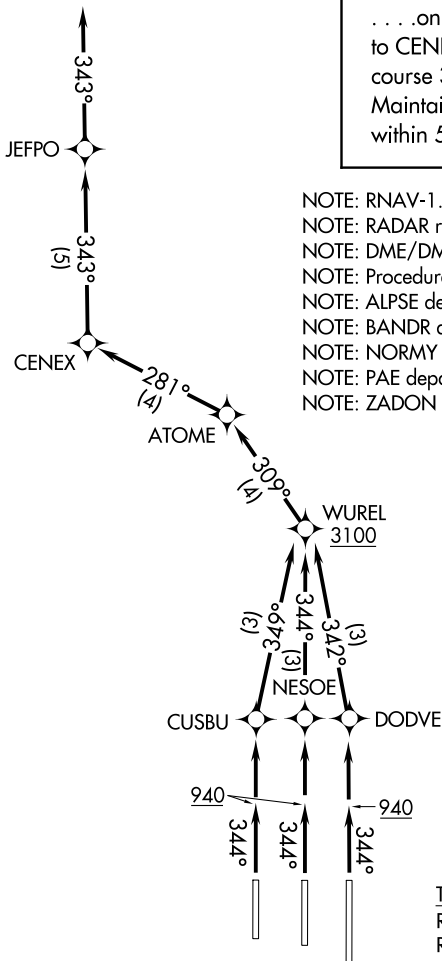 . . . .on
to CENE
course 3
Maintai
within 5
343°
JEFPO
343°
(5)
NOTE: RNAV-1.
NOTE: RADAR r
NOTE: DME/DM
NOTE: Procedur
NOTE: ALPSE de
NOTE: BANDR d
NOTE: NORMY
NOTE: PAE depa
NOTE: ZADON
CENEX
281°
(4)
ATOME
309°
(4)
WUREL
3100
(3)
349°
344°
(3)
342°
(3)
NESOE
CUSBU
DODVE
940
940
344°
344°
344°
T
R
R